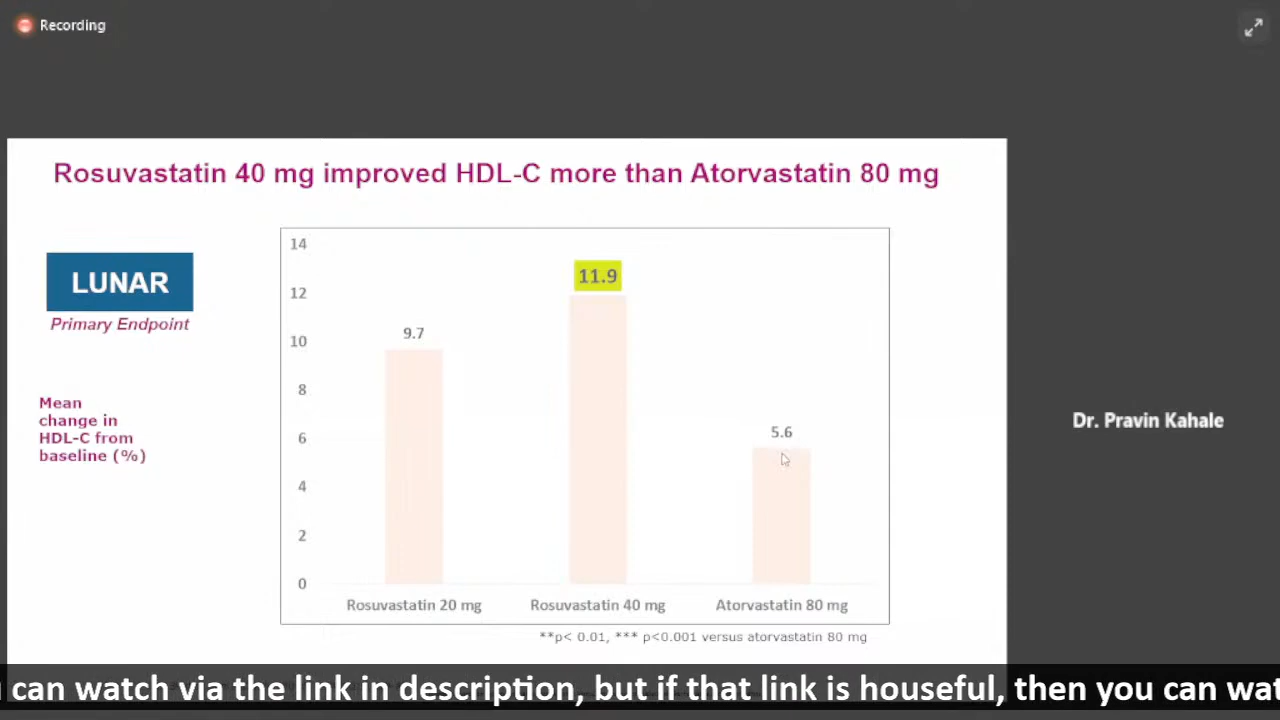 Recording
Rosuvastatin 40 mg improved HDL-C more than Atorvastatin 80 mg
LUNAR
Primary Endpoint
Mean
change in
HDL-C from
baseline (%)
14
12
10
8
6
4
2
0
9.7
11.9
5.6
Rosuvastatin 20 mg
Rosuvastatin 40 mg
Atorvastatin 80 mg
**p< 0.01, *** p<0.001 versus atorvastatin 80 mg
Dr. Pravin Kahale
can watch via the link in description, but if that link is houseful, then you can wat